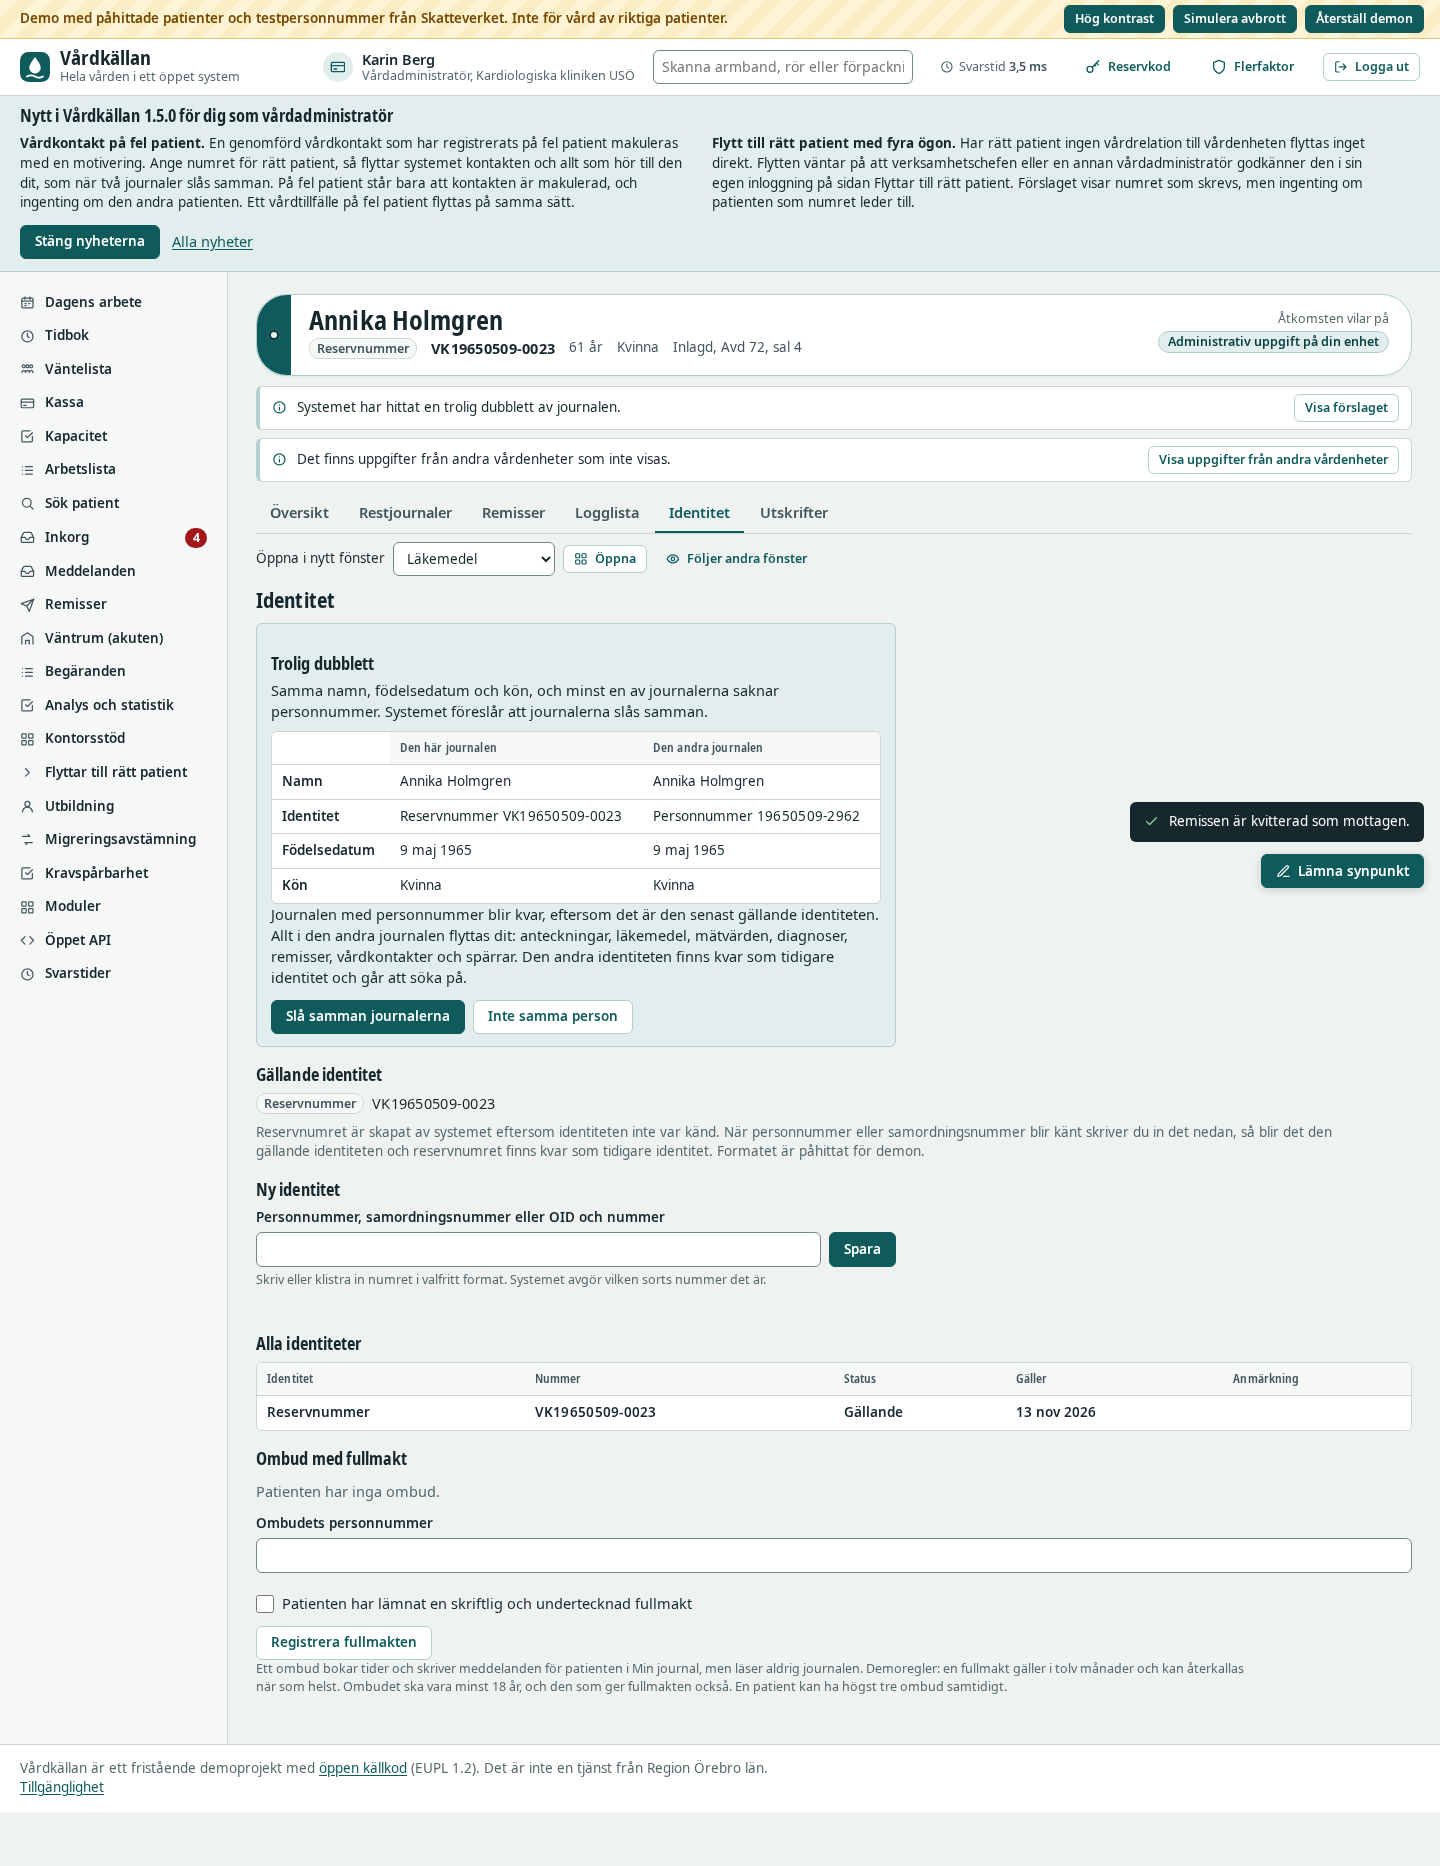 Demo med påhittade patienter och testpersonnummer från Skatteverket. Inte för vård av riktiga patienter.
Hög kontrast
Simulera avbrott
Återställ demon
Vårdkällan
Hela vården i ett öppet system
Karin Berg
Vårdadministratör, Kardiologiska kliniken USÖ
Skanna armband, rör eller förpackni
Svarstid 3,5 ms
Reservkod
Flerfaktor
Logga ut
Nytt i Vårdkällan 1.5.0 för dig som vårdadministratör
Vårdkontakt på fel patient. En genomförd vårdkontakt som har registrerats på fel patient makuleras
med en motivering. Ange numret för rätt patient, så flyttar systemet kontakten och allt som hör till den
dit, som när två journaler slås samman. På fel patient står bara att kontakten är makulerad, och
ingenting om den andra patienten. Ett vårdtillfälle på fel patient flyttas på samma sätt.
Flytt till rätt patient med fyra ögon. Har rätt patient ingen vårdrelation till vårdenheten flyttas inget
direkt. Flytten väntar på att verksamhetschefen eller en annan vårdadministratör godkänner den i sin
egen inloggning på sidan Flyttar till rätt patient. Förslaget visar numret som skrevs, men ingenting om
patienten som numret leder till.
Stäng nyheterna
Alla nyheter
Dagens arbete
Tidbok
Väntelista
Kassa
Kapacitet
Arbetslista
Sök patient
Inkorg
4
Meddelanden
Remisser
Väntrum (akuten)
Begäranden
Analys och statistik
Kontorsstöd
Flyttar till rätt patient
Utbildning
Migreringsavstämning
Kravspårbarhet
Moduler
Öppet API
Svarstider
Annika Holmgren
Reservnummer VK19650509-0023 61 år Kvinna Inlagd, Avd 72, sal 4
Åtkomsten vilar på
Administrativ uppgift på din enhet
Systemet har hittat en trolig dubblett av journalen.
Visa förslaget
Det finns uppgifter från andra vårdenheter som inte visas.
Visa uppgifter från andra vårdenheter
Översikt
Restjournaler
Remisser
Logglista
Identitet
Utskrifter
Öppna i nytt fönster
Läkemedel
Öppna
Följer andra fönster
Identitet
Trolig dubblett
Samma namn, födelsedatum och kön, och minst en av journalerna saknar
personnummer. Systemet föreslår att journalerna slås samman.
Den här journalen Den andra journalen
Namn Annika Holmgren Annika Holmgren
Identitet Reservnummer VK19650509-0023 Personnummer 19650509-2962
Födelsedatum 9 maj 1965 9 maj 1965
Kön Kvinna Kvinna
Journalen med personnummer blir kvar, eftersom det är den senast gällande identiteten.
Allt i den andra journalen flyttas dit: anteckningar, läkemedel, mätvärden, diagnoser,
remisser, vårdkontakter och spärrar. Den andra identiteten finns kvar som tidigare
identitet och går att söka på.
Slå samman journalerna
Inte samma person
Remissen är kvitterad som mottagen.
Lämna synpunkt
Gällande identitet
Reservnummer VK19650509-0023
Reservnumret är skapat av systemet eftersom identiteten inte var känd. När personnummer eller samordningsnummer blir känt skriver du in det nedan, så blir det den
gällande identiteten och reservnumret finns kvar som tidigare identitet. Formatet är påhittat för demon.
Ny identitet
Personnummer, samordningsnummer eller OID och nummer
Spara
Skriv eller klistra in numret i valfritt format. Systemet avgör vilken sorts nummer det är.
Alla identiteter
Identitet Nummer Status Gäller Anmärkning
Reservnummer VK19650509-0023 Gällande 13 nov 2026
Ombud med fullmakt
Patienten har inga ombud.
Ombudets personnummer
Patienten har lämnat en skriftlig och undertecknad fullmakt
Registrera fullmakten
Ett ombud bokar tider och skriver meddelanden för patienten i Min journal, men läser aldrig journalen. Demoregler: en fullmakt gäller i tolv månader och kan återkallas
när som helst. Ombudet ska vara minst 18 år, och den som ger fullmakten också. En patient kan ha högst tre ombud samtidigt.
Vårdkällan är ett fristående demoprojekt med öppen källkod (EUPL 1.2). Det är inte en tjänst från Region Örebro län.
Tillgänglighet